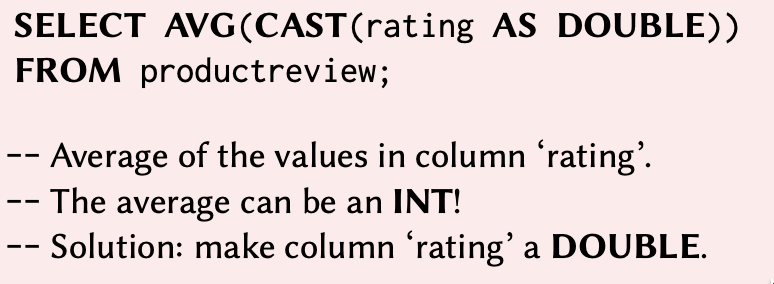 SELECT AVG(CAST(rating AS DOUBLE))
FROM productreview;
-- Average of the values in column ‘rating’.
-- The average can be an INT!
-- Solution: make column ‘rating’ a DOUBLE.